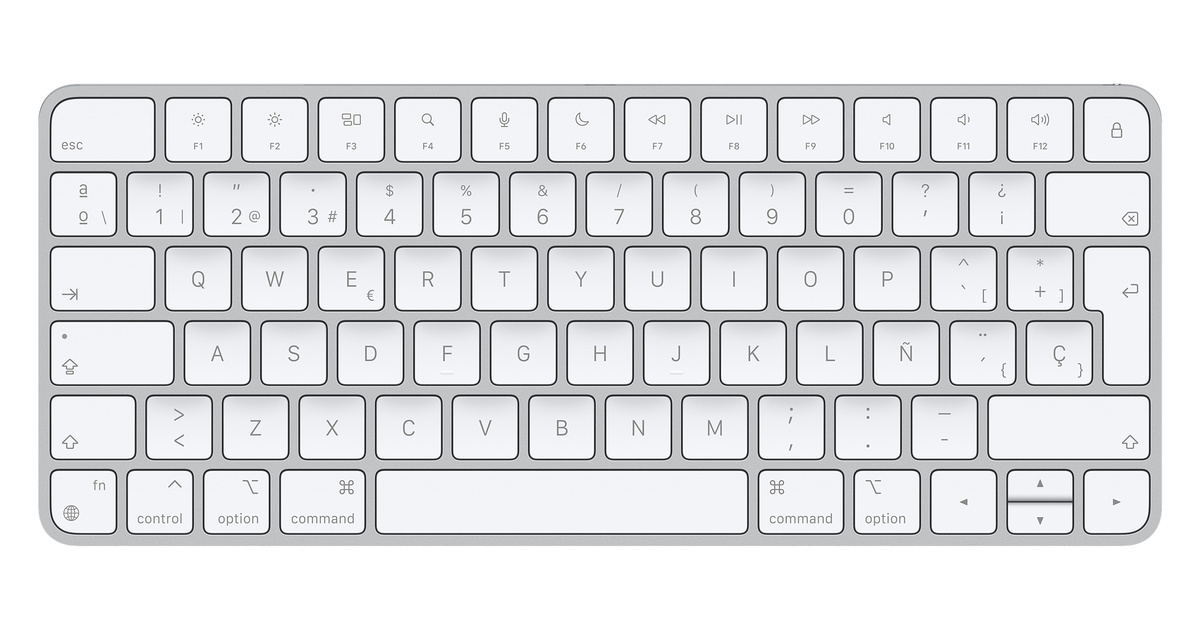 esc F1 F2 F3 F4 F5 F6 F7 F8 F9 F10 F11 F12
ª ! " · $ % & / ( ) = ? ¿
º \ 1 | 2 @ 3 # 4 5 6 7 8 9 0 ' ¡
Q W E € R T Y U I O P ^ ` [ * + ]
A S D F G H J K L Ñ ¨ ´ { Ç }
> < Z X C V B N M ; , : . — -
fn ⌃ ⌥ ⌘ ⌘ ⌥
control option command command option